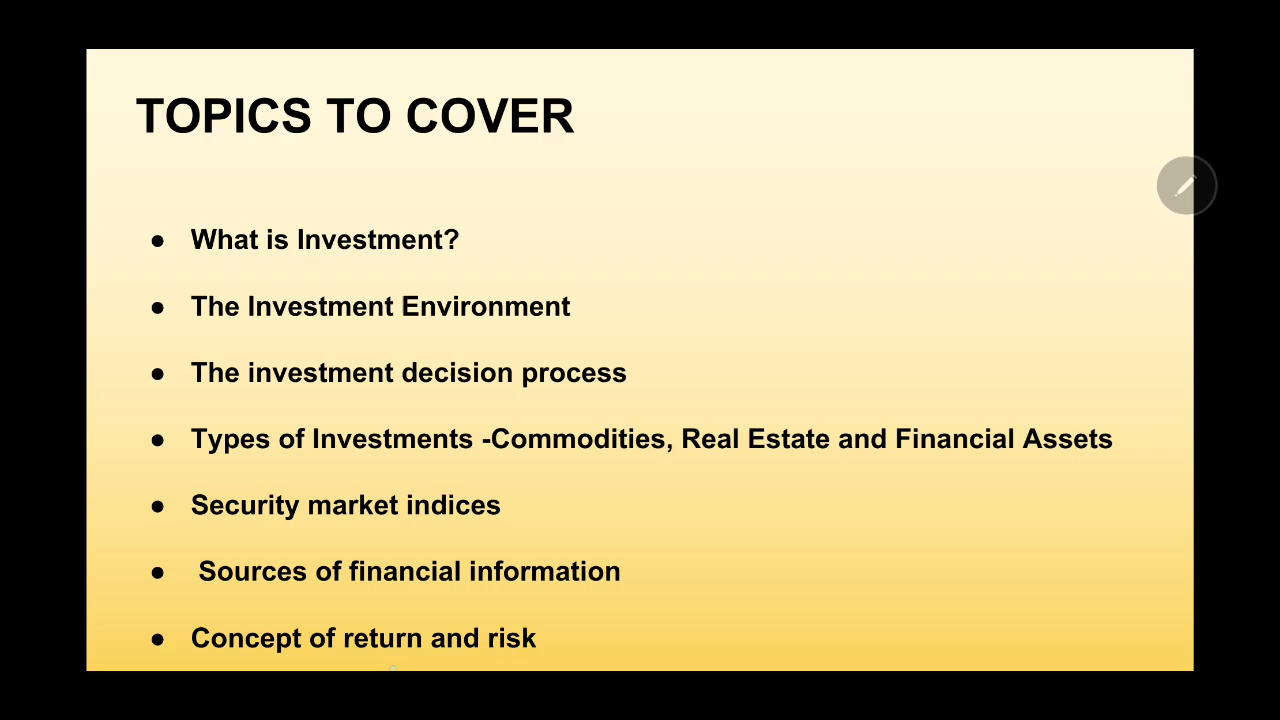 TOPICS TO COVER
● What is Investment?
● The Investment Environment
● The investment decision process
● Types of Investments -Commodities, Real Estate and Financial Assets
● Security market indices
● Sources of financial information
● Concept of return and risk